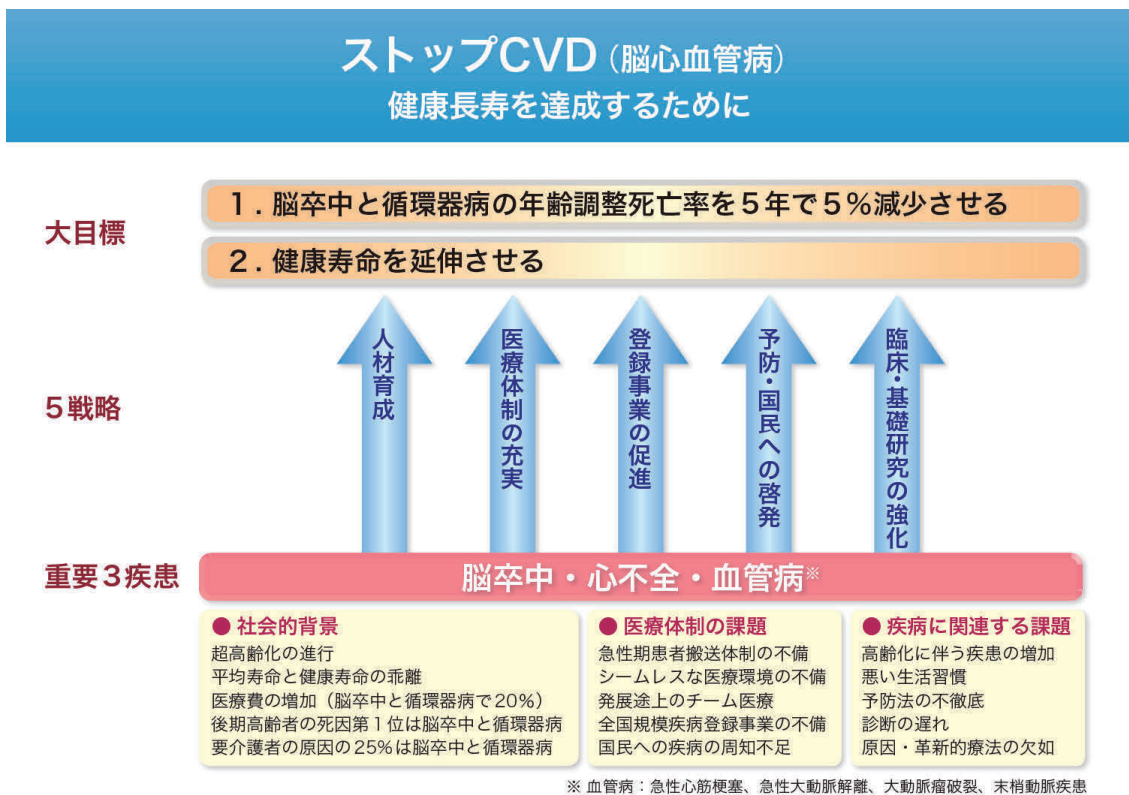 ストップCVD（脳心血管病）
健康長寿を達成するために
大目標
1．脳卒中と循環器病の年齢調整死亡率を5年で5％減少させる
2．健康寿命を延伸させる
5戦略
人材育成
医療体制の充実
登録事業の促進
予防・国民への啓発
臨床・基礎研究の強化
重要3疾患
脳卒中・心不全・血管病※
● 社会的背景
超高齢化の進行
平均寿命と健康寿命の乖離
医療費の増加（脳卒中と循環器病で20％）
後期高齢者の死因第1位は脳卒中と循環器病
要介護者の原因の25％は脳卒中と循環器病
● 医療体制の課題
急性期患者搬送体制の不備
シームレスな医療環境の不備
発展途上のチーム医療
全国規模疾病登録事業の不備
国民への疾病の周知不足
● 疾病に関連する課題
高齢化に伴う疾患の増加
悪い生活習慣
予防法の不徹底
診断の遅れ
原因・革新的療法の欠如
※ 血管病：急性心筋梗塞、急性大動脈解離、大動脈瘤破裂、末梢動脈疾患